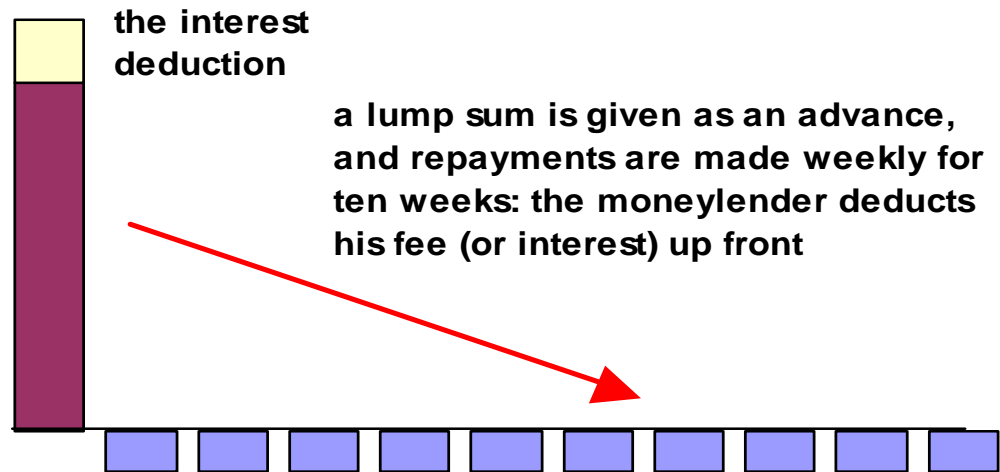 the interest
deduction
a lump sum is given as an advance,
and repayments are made weekly for
ten weeks: the moneylender deducts
his fee (or interest) up front